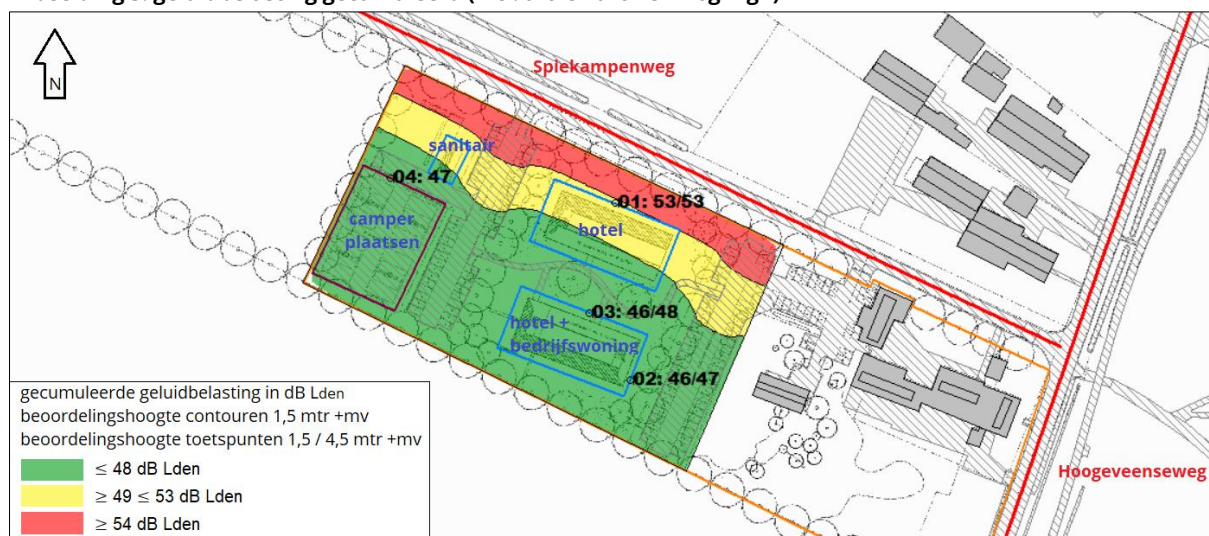 N
Spiekampenweg
sanitair
04: 47
01: 53/53
camper
plaatsen
hotel
03: 46/48
hotel +
bedrijfswoning
02: 46/47
Hoogeveenseweg
gecumuleerde geluidbelasting in dB Lden
beoordelingshoogte contouren 1,5 mtr +mv
beoordelingshoogte toetspunten 1,5 / 4,5 mtr +mv
≤ 48 dB Lden
≥ 49 ≤ 53 dB Lden
≥ 54 dB Lden